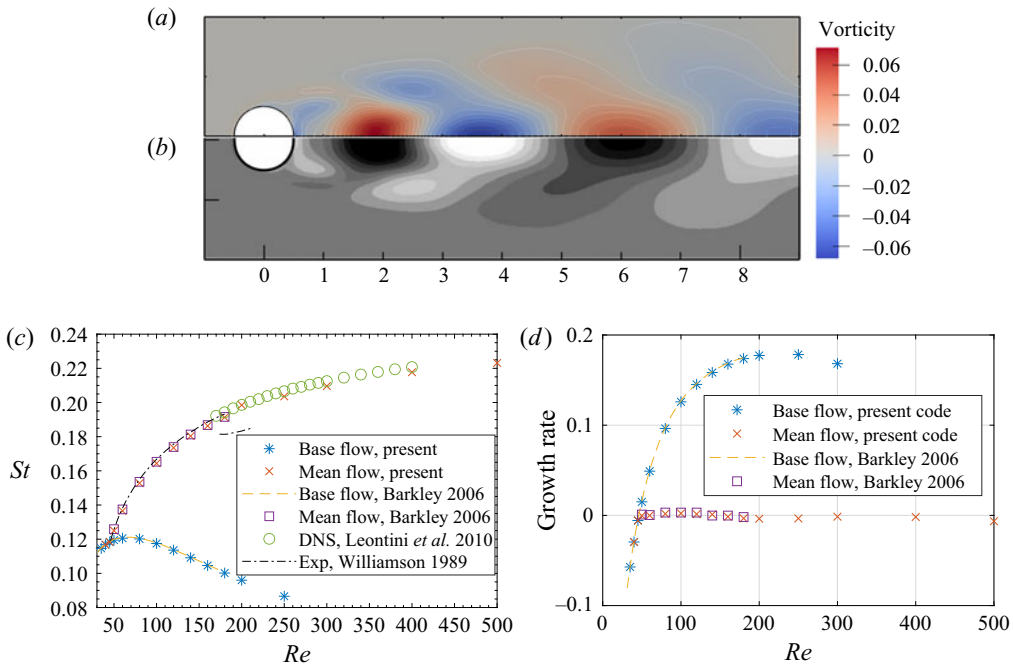 (a)
Vorticity
0.06
0.04
0.02
0
–0.02
–0.04
–0.06
(b)
0 1 2 3 4 5 6 7 8
(c)
0.24
0.22
0.20
0.18
0.16
0.14
0.12
0.10
0.08
St
Base flow, present
Mean flow, present
Base flow, Barkley 2006
Mean flow, Barkley 2006
DNS, Leontini et al. 2010
Exp, Williamson 1989
50 100 150 200 250 300 350 400 450 500
Re
(d)
0.2
0.1
0
–0.1
Growth rate
Base flow, present code
Mean flow, present code
Base flow, Barkley 2006
Mean flow, Barkley 2006
0 100 200 300 400 500
Re